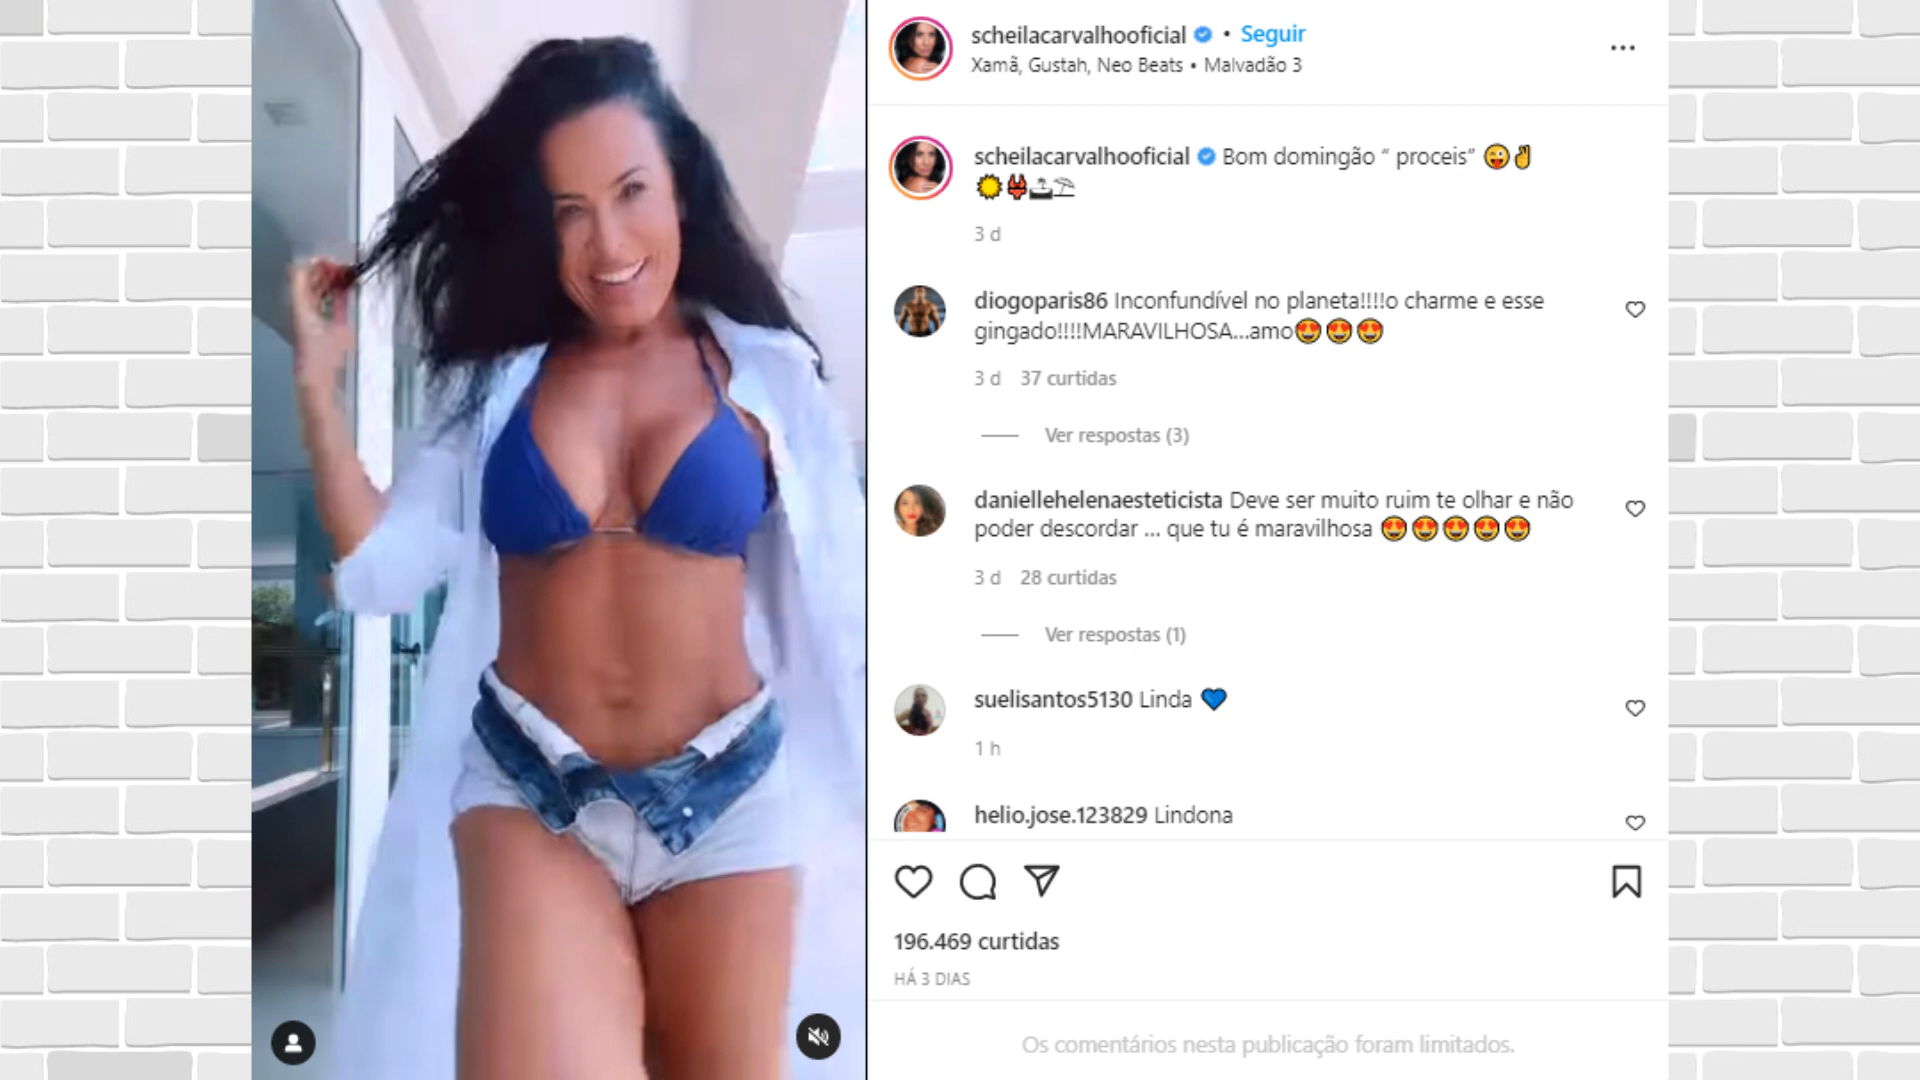 scheilacarvalhooficial • Seguir
Xamã, Gustah, Neo Beats • Malvadão 3
scheilacarvalhooficial Bom domingão “ proceis” 😜✌
☀👙🏝⛱
3 d
diogoparis86 Inconfundível no planeta!!!!o charme e esse
gingado!!!!MARAVILHOSA...amo😍😍😍
3 d 37 curtidas
Ver respostas (3)
daniellehelenaesteticista Deve ser muito ruim te olhar e não
poder descordar ... que tu é maravilhosa 😍😍😍😍😍
3 d 28 curtidas
Ver respostas (1)
suelisantos5130 Linda 💙
1 h
helio.jose.123829 Lindona
196.469 curtidas
HÁ 3 DIAS
Os comentários nesta publicação foram limitados.